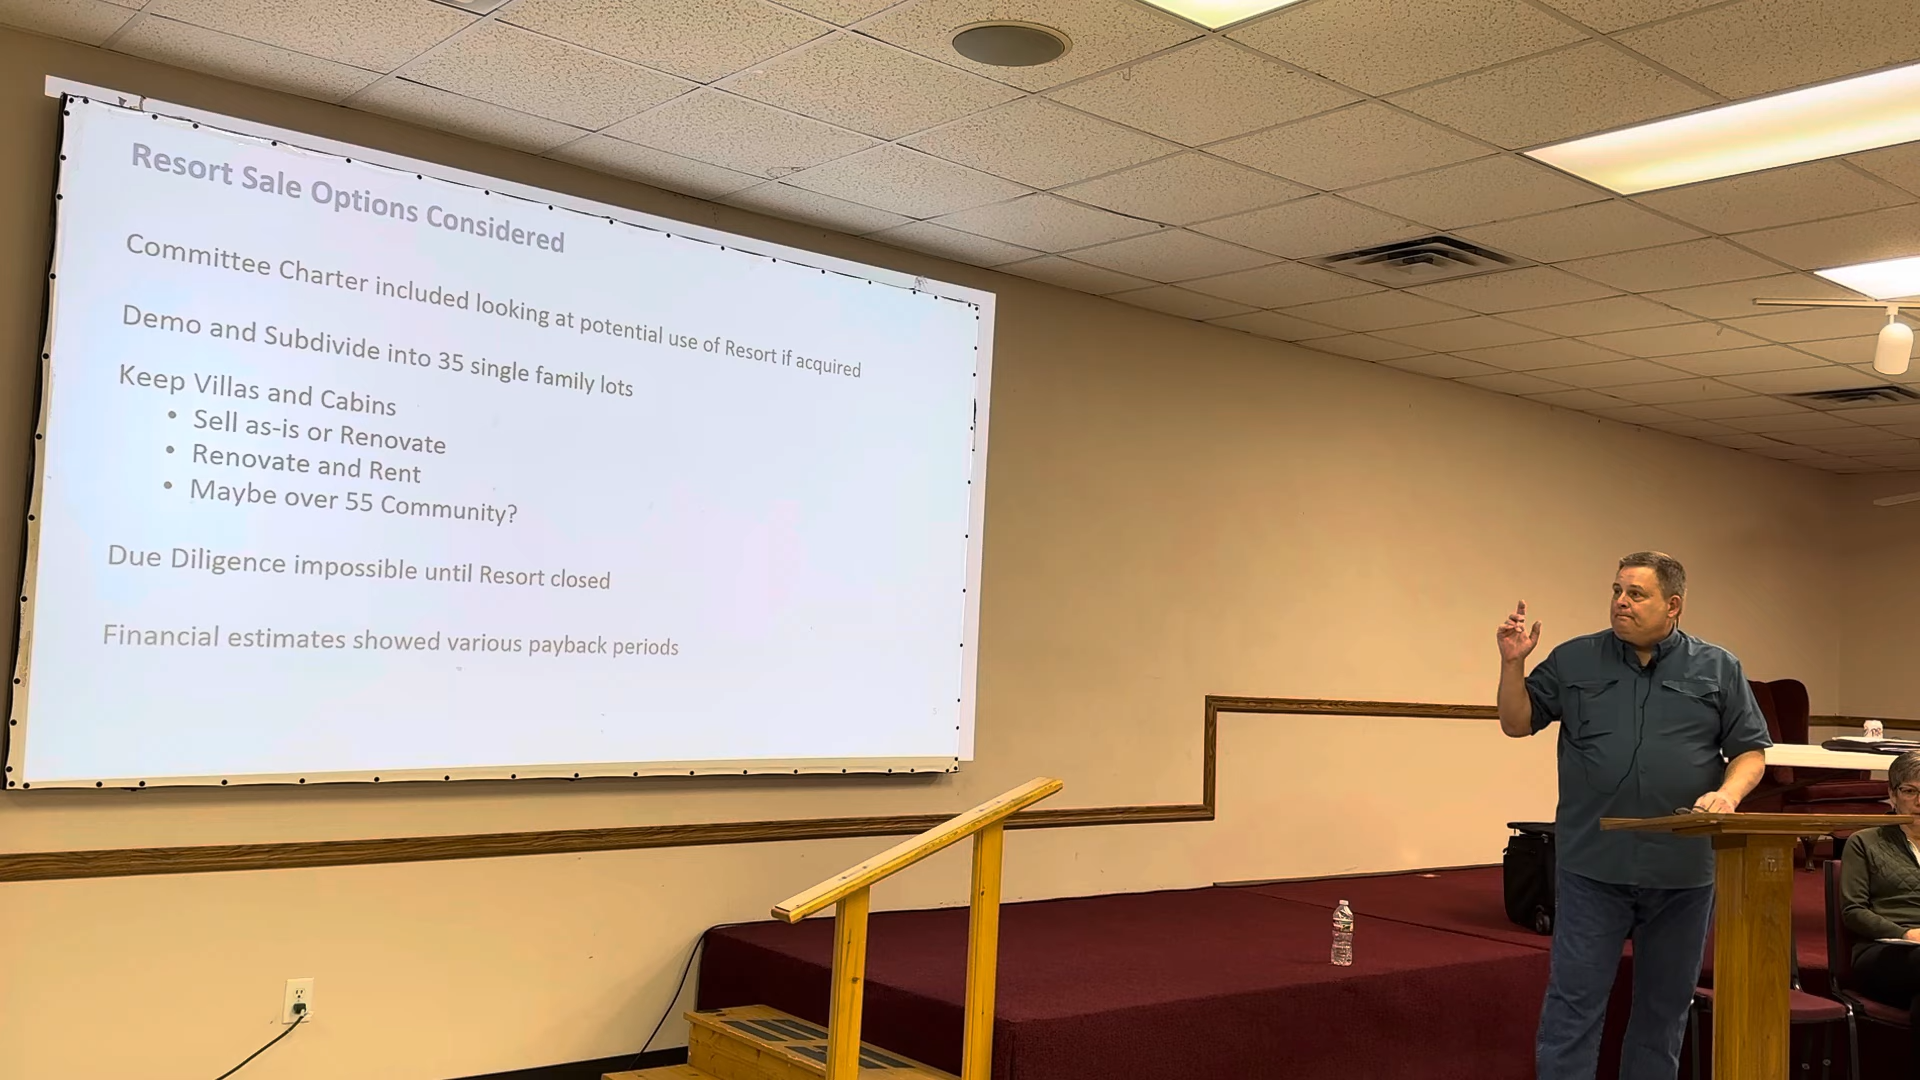 Resort Sale Options Considered
Committee Charter included looking at potential use of Resort if acquired
Demo and Subdivide into 35 single family lots
Keep Villas and Cabins
• Sell as-is or Renovate
• Renovate and Rent
• Maybe over 55 Community?
Due Diligence impossible until Resort closed
Financial estimates showed various payback periods